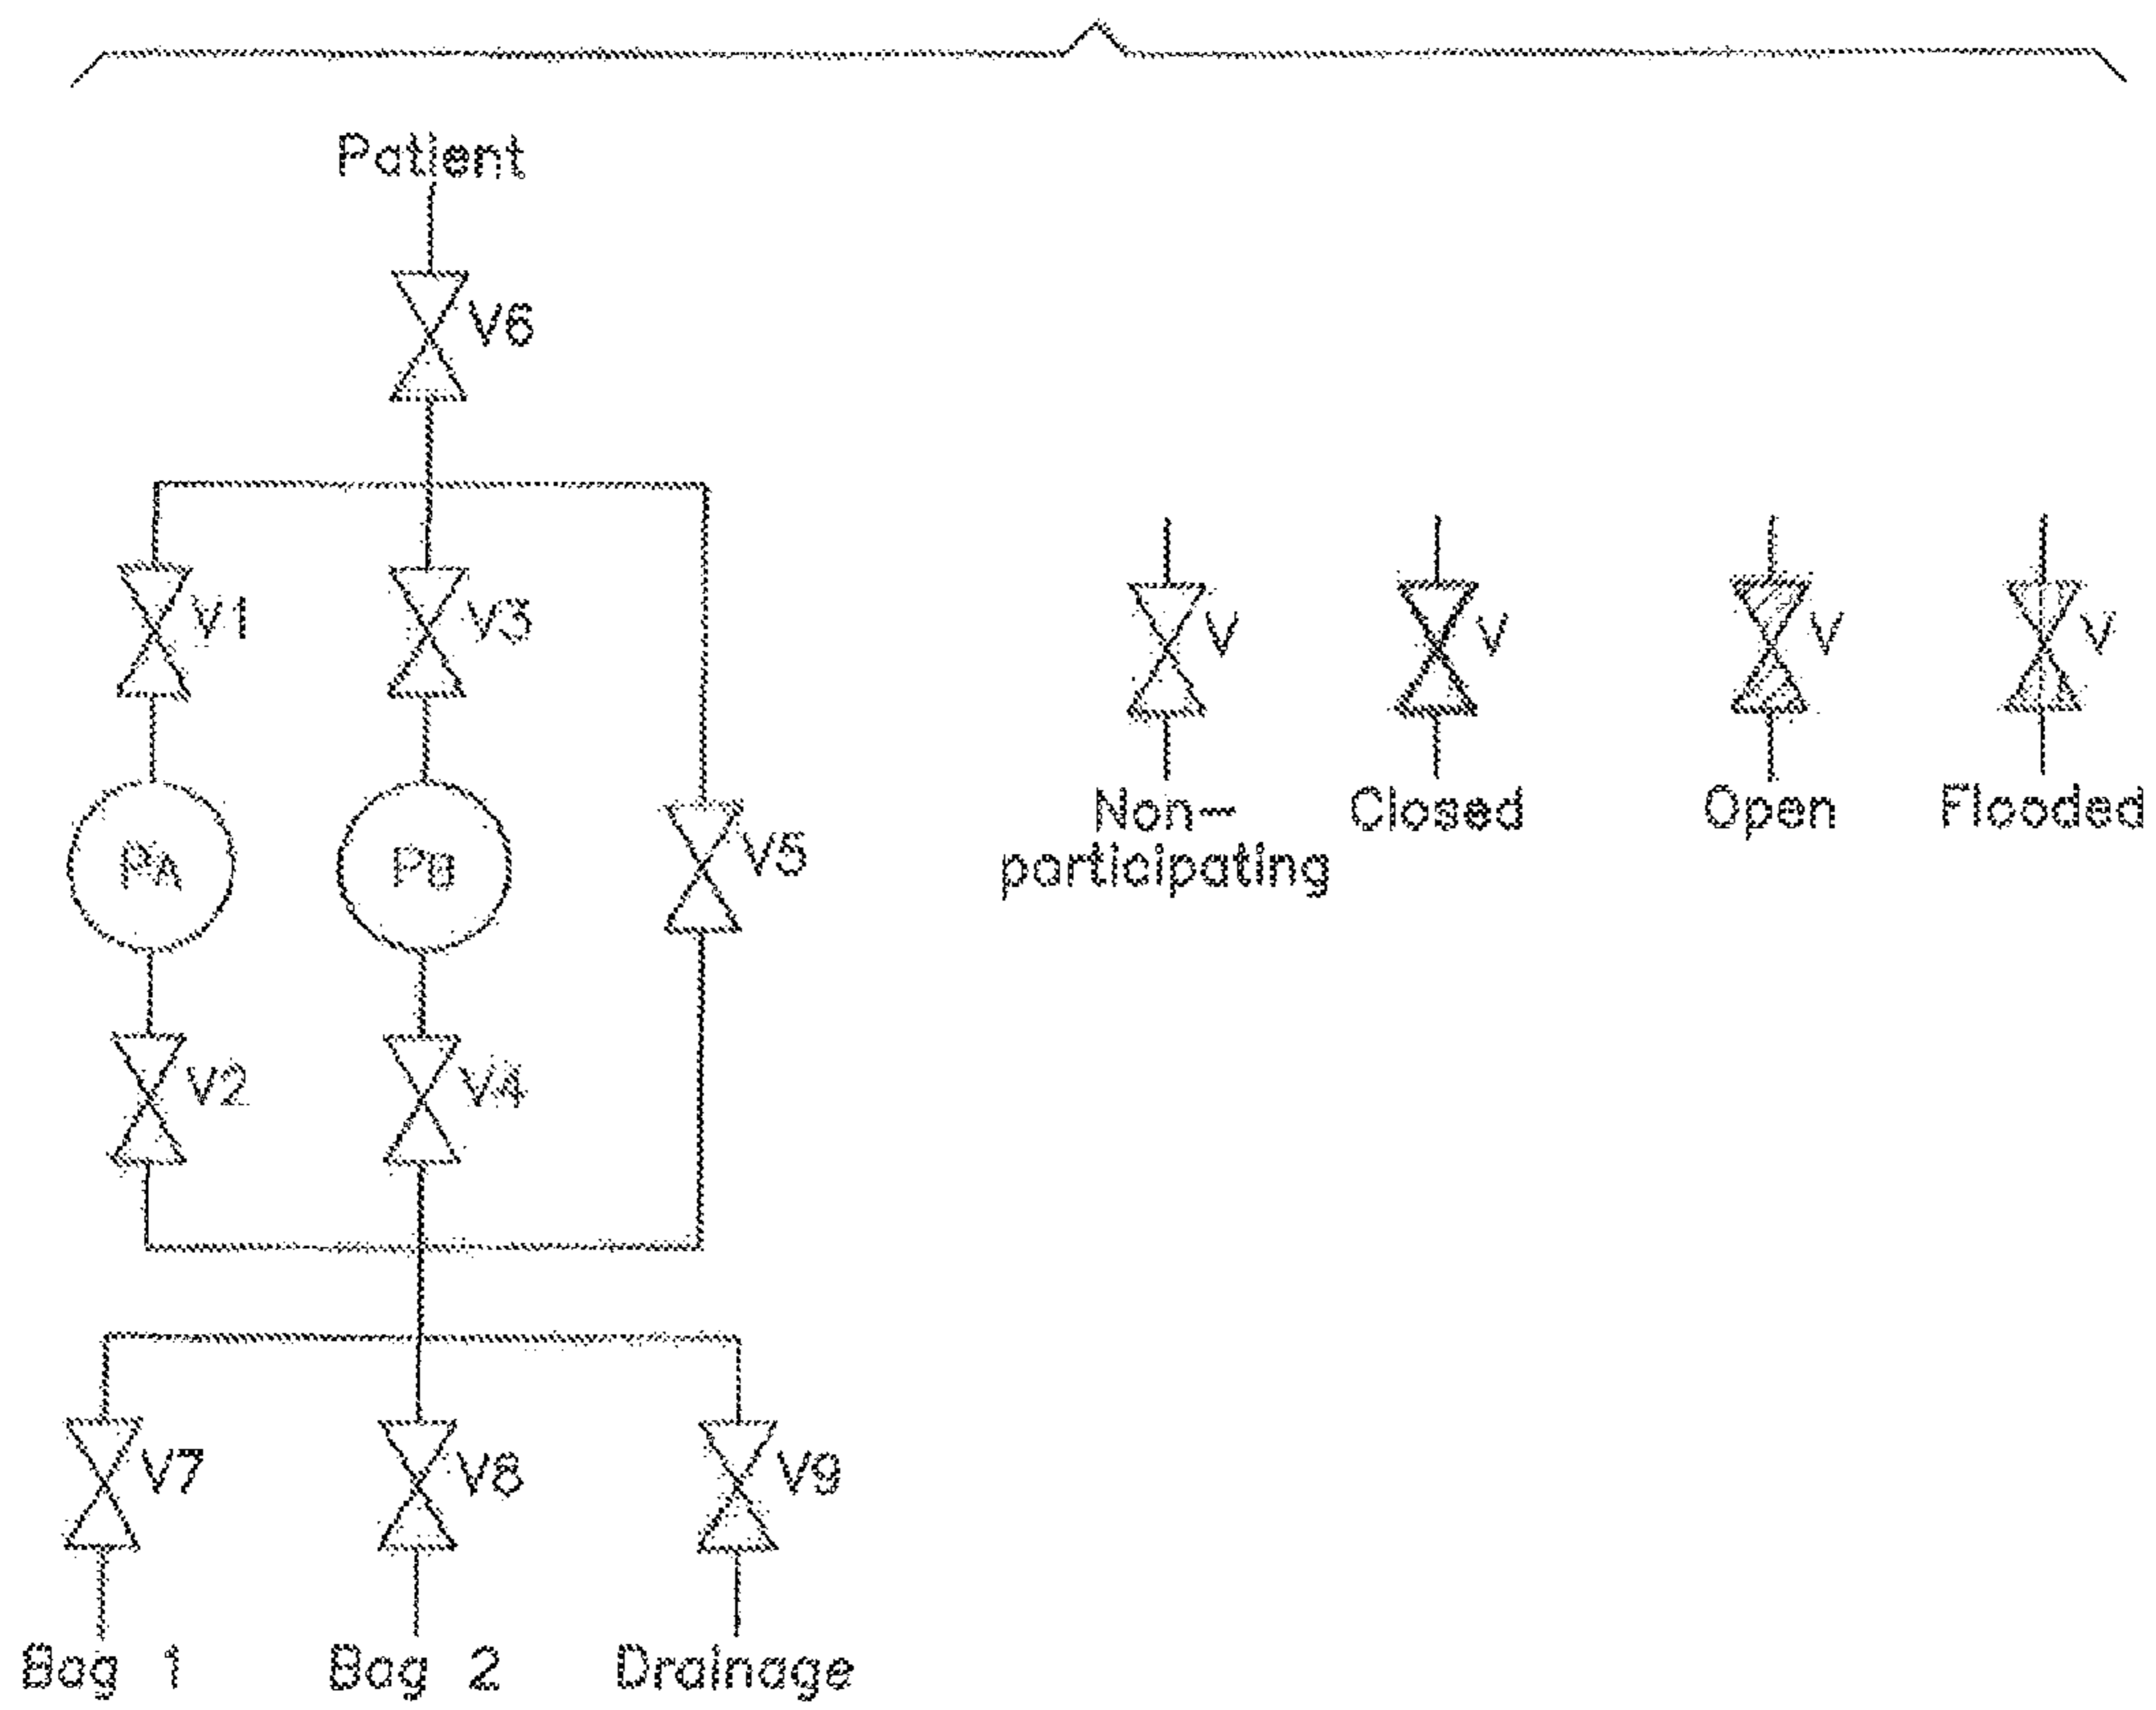 Patient
V6
V1
V3
PA
PB
V5
V2
V4
V7
V8
V9
Bag 1
Bag 2
Drainage
V
V
V
V
Non-
participating
Closed
Open
Flooded